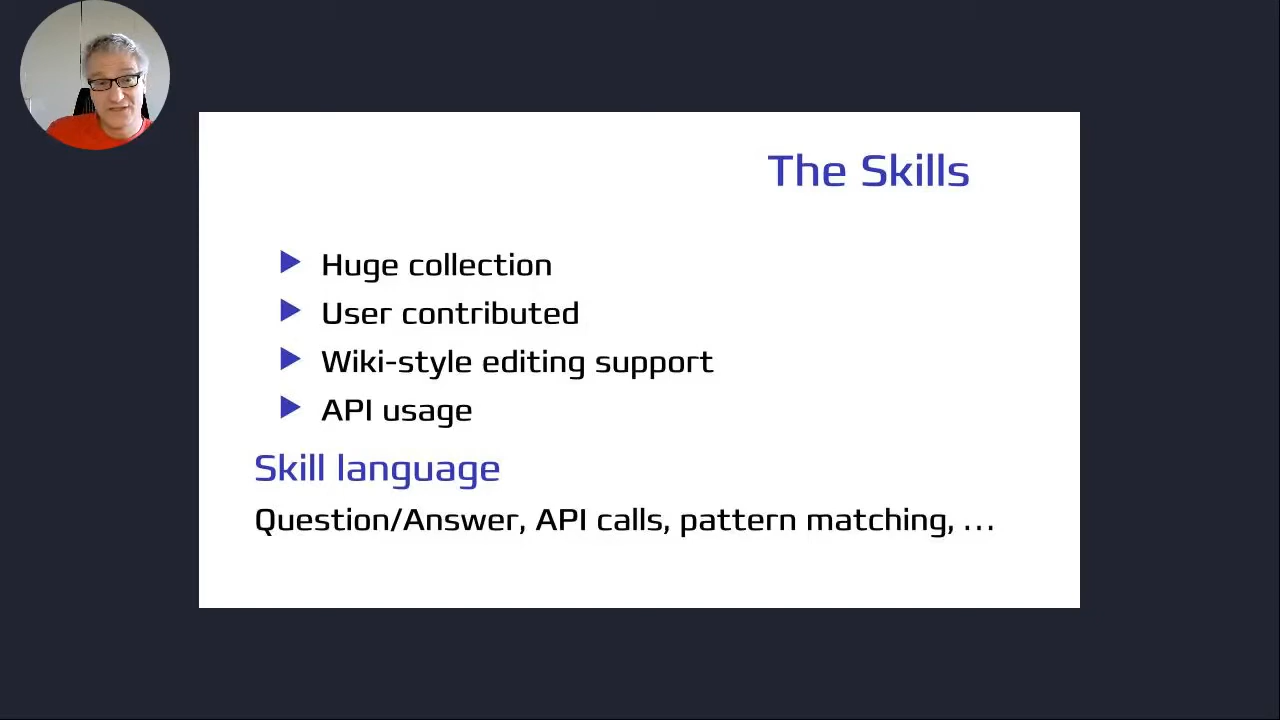 The Skills
Huge collection
User contributed
Wiki-style editing support
API usage
Skill language
Question/Answer, API calls, pattern matching, …